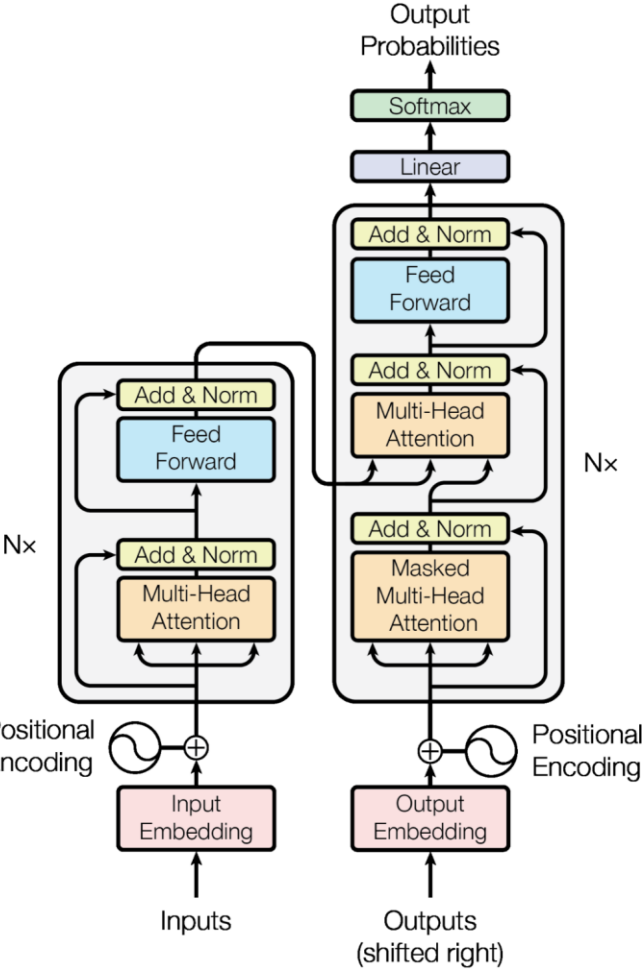 Output
Probabilities
Softmax
Linear
Add & Norm
Feed
Forward
Add & Norm
Multi-Head
Attention
Add & Norm
Masked
Multi-Head
Attention
Nx
Positional
Encoding
Output
Embedding
Outputs
(shifted right)
Add & Norm
Feed
Forward
Add & Norm
Multi-Head
Attention
Nx
ositional
ncoding
Input
Embedding
Inputs